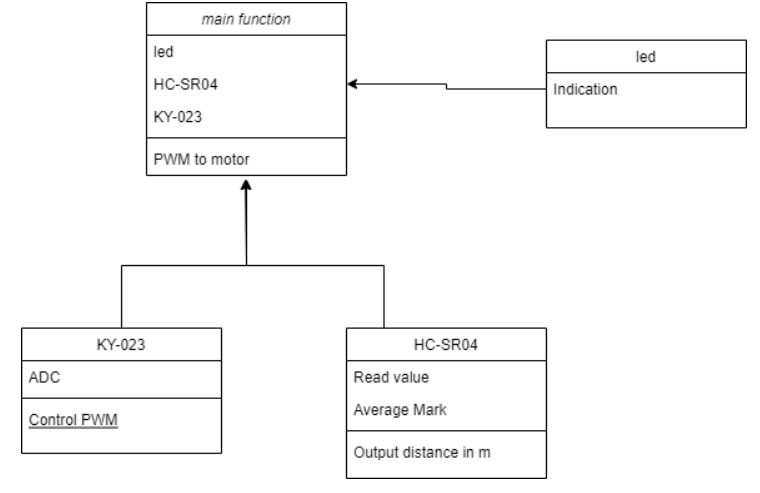 main function
led
HC-SR04
KY-023
PWM to motor
led
Indication
KY-023
ADC
Control PWM
HC-SR04
Read value
Average Mark
Output distance in m